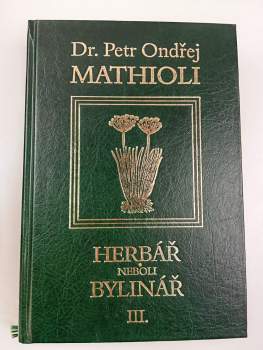 Dr. Petr Ondřej
MATHIOLI
HERBÁŘ
NEBOLI
BYLINÁŘ
III.